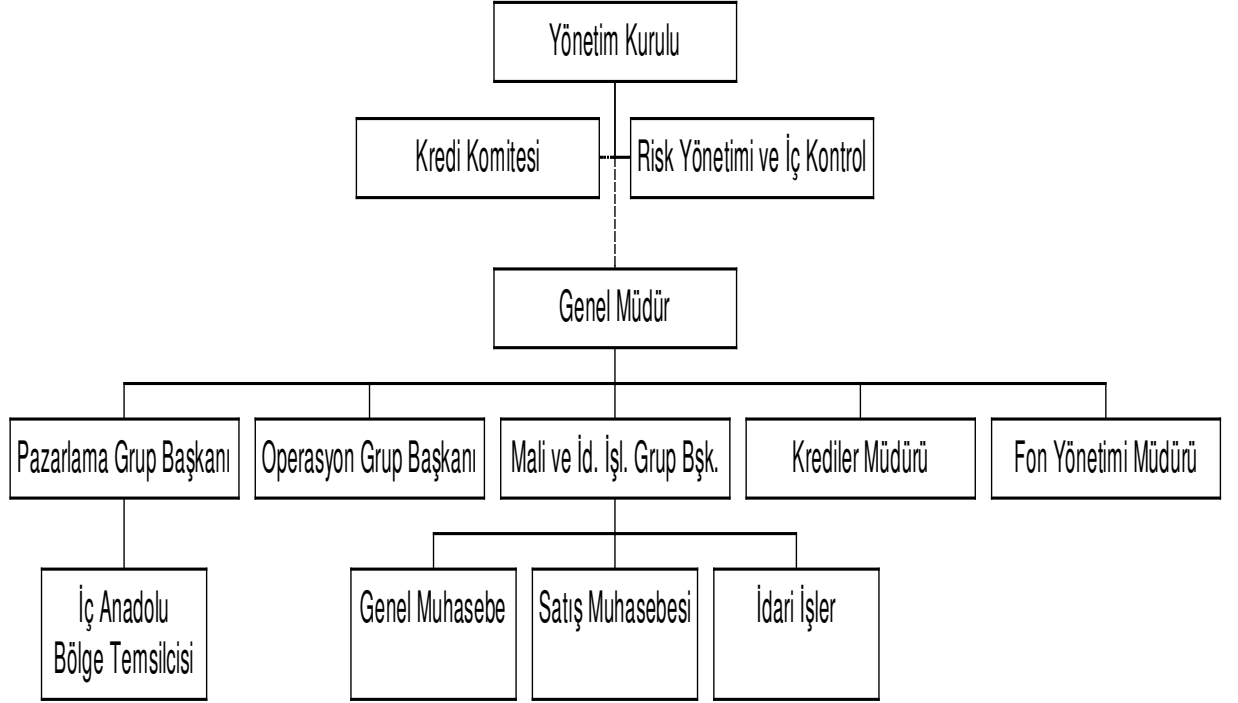 Yönetim Kurulu
Kredi Komitesi
Risk Yönetimi ve İç Kontrol
Genel Müdür
Pazarlama Grup Başkanı
Operasyon Grup Başkanı
Mali ve İd. İşl. Grup Bşk.
Krediler Müdürü
Fon Yönetimi Müdürü
İç Anadolu
Bölge Temsilcisi
Genel Muhasebe
Satış Muhasebesi
İdari İşler